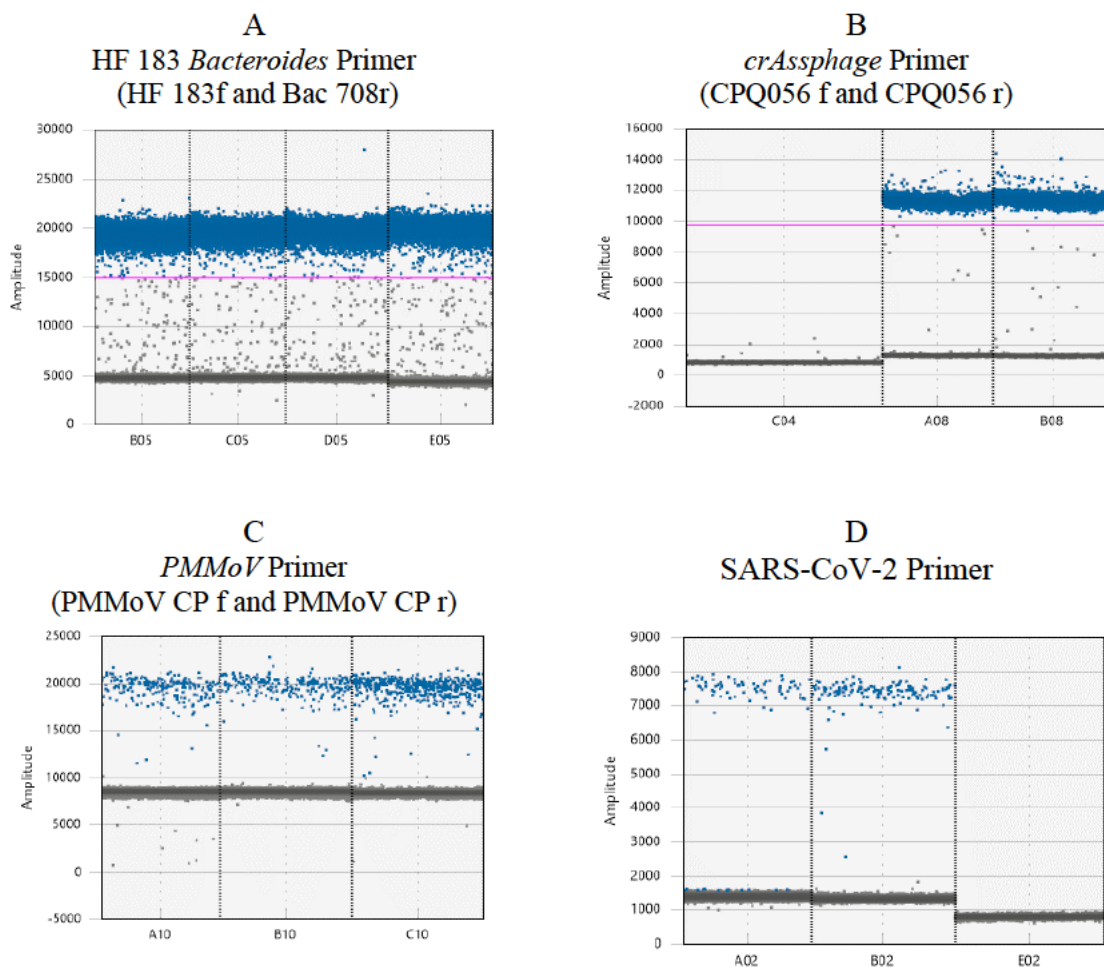 A
HF 183 Bacteroides Primer
(HF 183f and Bac 708r)
30000
25000
20000
15000
10000
5000
0
Amplitude
B05 C05 D05 E05
B
crAssphage Primer
(CPQ056 f and CPQ056 r)
16000
14000
12000
10000
8000
6000
4000
2000
0
-2000
Amplitude
C04 A08 B08
C
PMMoV Primer
(PMMoV CP f and PMMoV CP r)
25000
20000
15000
10000
5000
0
-5000
Amplitude
A10 B10 C10
D
SARS-CoV-2 Primer
9000
8000
7000
6000
5000
4000
3000
2000
1000
0
Amplitude
A02 B02 E02